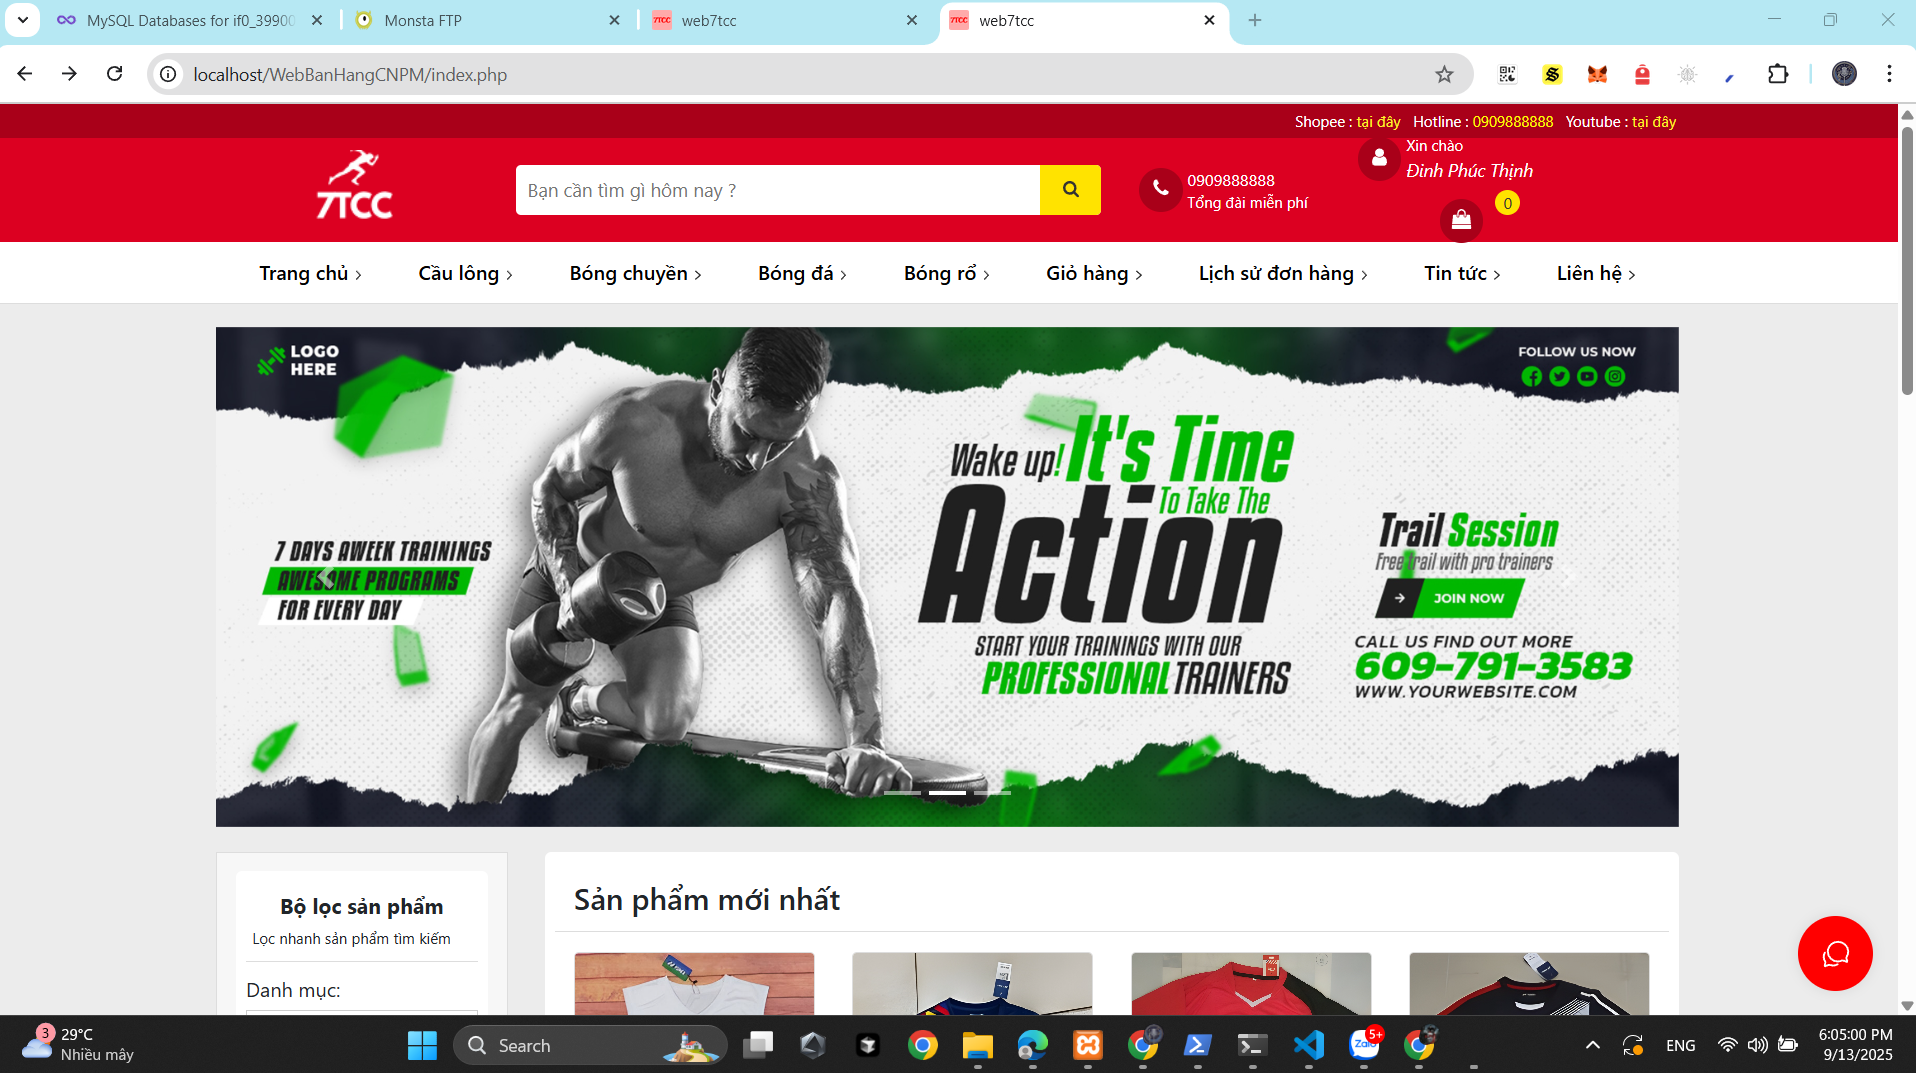 MySQL Databases for if0_39900
Monsta FTP
web7tcc
web7tcc
localhost/WebBanHangCNPM/index.php
Shopee : tại đây Hotline : 0909888888 Youtube : tại đây
7TCC
Bạn cần tìm gì hôm nay ?
0909888888
Tổng đài miễn phí
Xin chào
Đinh Phúc Thịnh
0
Trang chủ
Cầu lông
Bóng chuyền
Bóng đá
Bóng rổ
Giỏ hàng
Lịch sử đơn hàng
Tin tức
Liên hệ
LOGO
HERE
FOLLOW US NOW
7 DAYS AWEEK TRAININGS
AWESOME PROGRAMS
FOR EVERY DAY
Wake up! It's Time
To Take The
Action
START YOUR TRAININGS WITH OUR
PROFESSIONAL TRAINERS
Trail Session
Free trail with pro trainers
JOIN NOW
CALL US FIND OUT MORE
609-791-3583
WWW.YOURWEBSITE.COM
Bộ lọc sản phẩm
Lọc nhanh sản phẩm tìm kiếm
Danh mục:
Sản phẩm mới nhất
3
29°C
Nhiều mây
Search
Zalo
5+
ENG
6:05:00 PM
9/13/2025